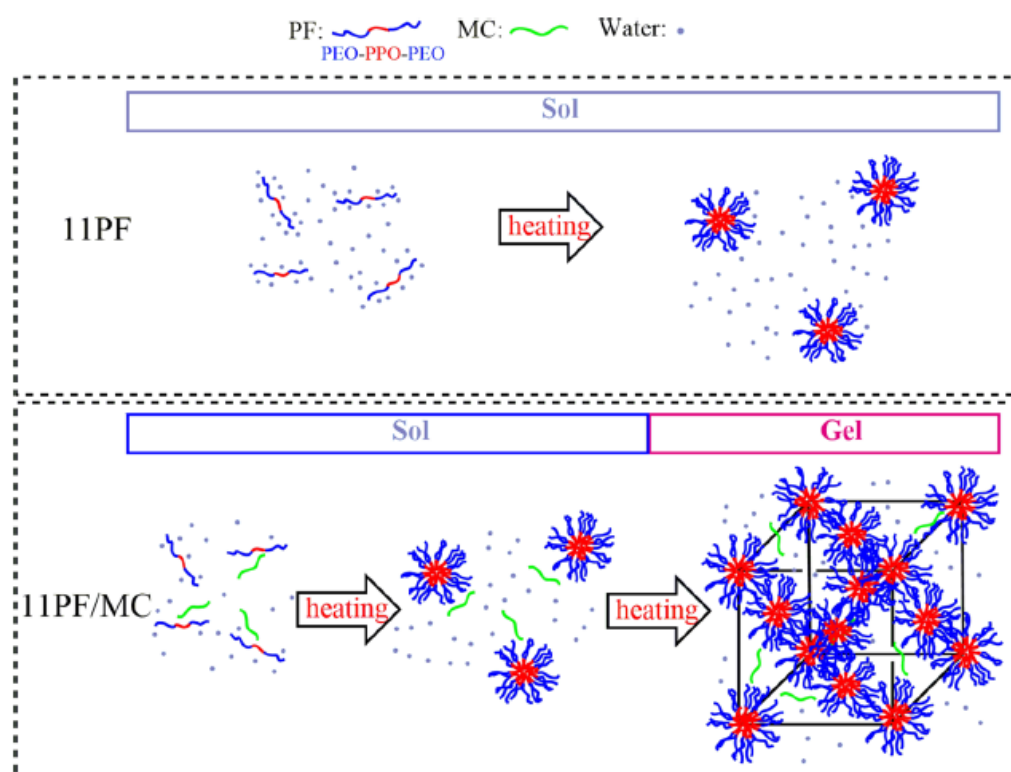 PF: MC: Water:
PEO-PPO-PEO
Sol
11PF
heating
Sol Gel
11PF/MC
heating heating